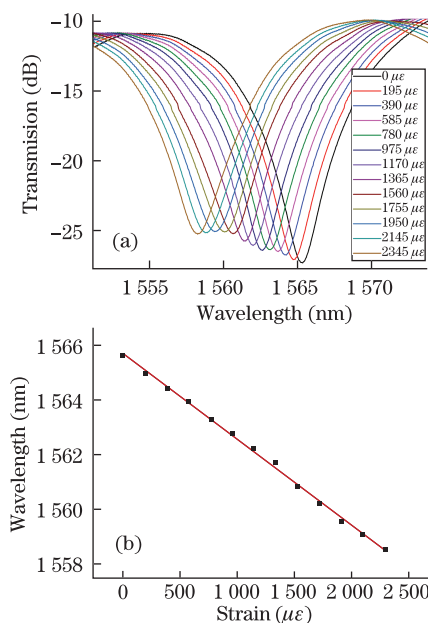 −10
−15
−20
−25
Transmision (dB)
(a)
0 με
195 με
390 με
585 με
780 με
975 με
1170 με
1365 με
1560 με
1755 με
1950 με
2145 με
2345 με
1 555
1 560
1 565
1 570
Wavelength (nm)
1 566
1 564
1 562
1 560
1 558
Wavelength (nm)
(b)
0
500
1 000
1 500
2 000
2 500
Strain (με)